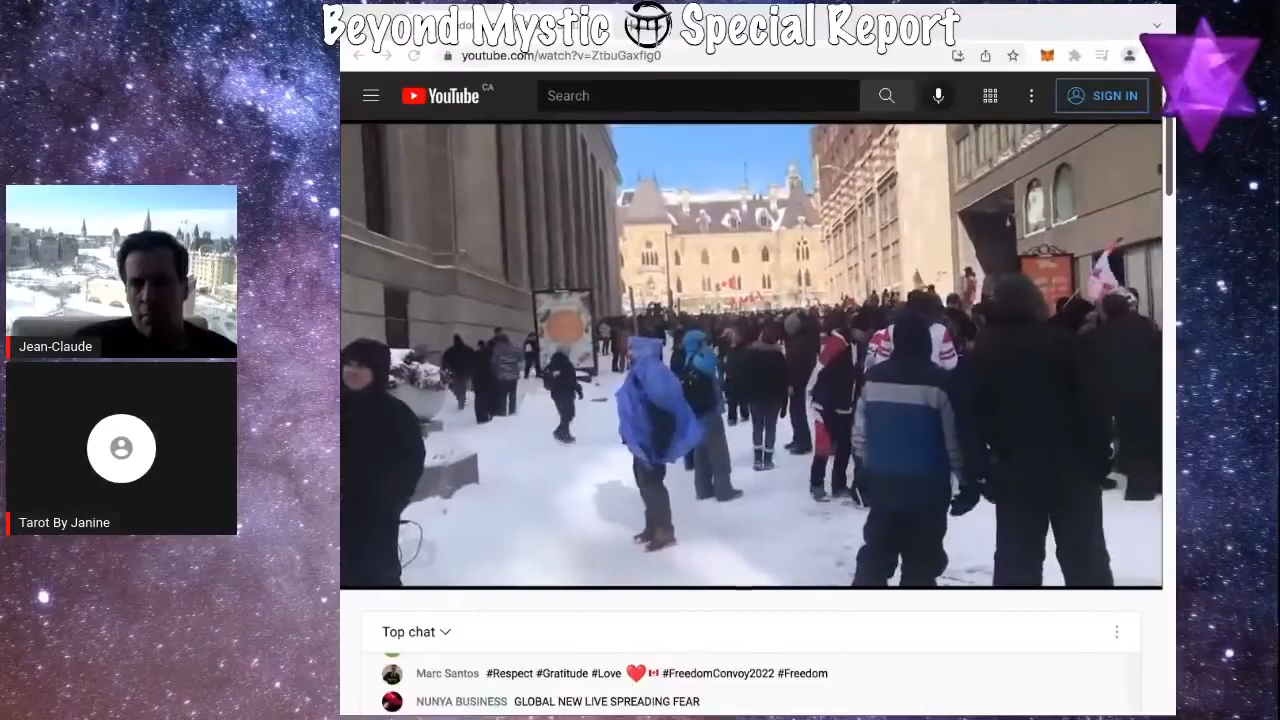 Beyond Mystic Special Report
youtube.com/watch?v=ZtbuGaxfIg0
YouTube CA
Search
SIGN IN
Jean-Claude
Tarot By Janine
Top chat
Marc Santos #Respect #Gratitude #Love #FreedomConvoy2022 #Freedom
NUNYA BUSINESS GLOBAL NEW LIVE SPREADING FEAR